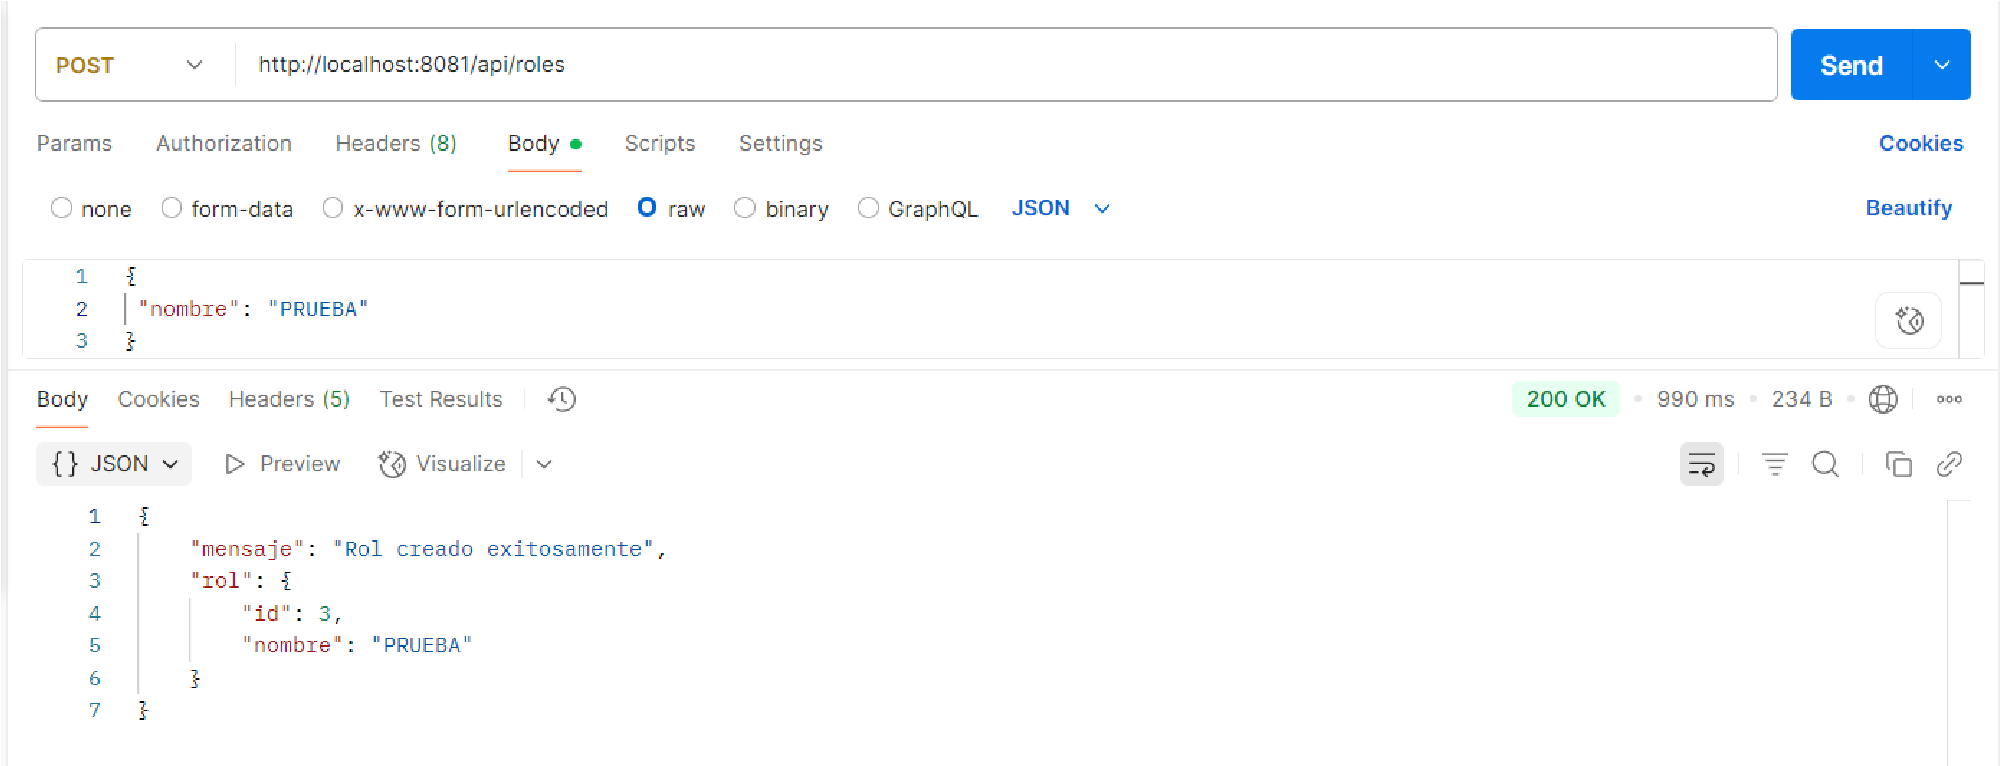 POST http://localhost:8081/api/roles Send
Params Authorization Headers (8) Body Scripts Settings Cookies
none form-data x-www-form-urlencoded raw binary GraphQL JSON Beautify
1 {
2 "nombre": "PRUEBA"
3 }
Body Cookies Headers (5) Test Results 200 OK 990 ms 234 B
{} JSON Preview Visualize
1 {
2 "mensaje": "Rol creado exitosamente",
3 "rol": {
4 "id": 3,
5 "nombre": "PRUEBA"
6 }
7 }